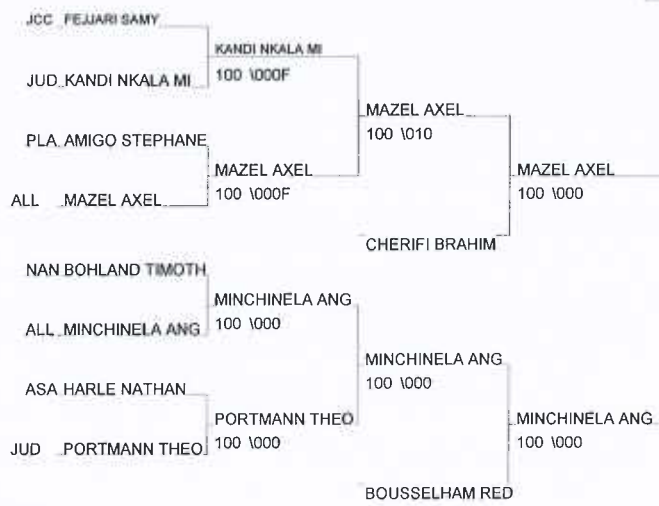 JCC FEJJARI SAMY
KANDI NKALA MI
100 \000F
JUD KANDI NKALA MI
MAZEL AXEL
100 \010
PLA AMIGO STEPHANE
MAZEL AXEL
100 \000F
MAZEL AXEL
100 \000
ALL MAZEL AXEL
CHERIFI BRAHIM
NAN BOHLAND TIMOTH
MINCHINELA ANG
100 \000
ALL MINCHINELA ANG
MINCHINELA ANG
100 \000
ASA HARLE NATHAN
PORTMANN THEO
100 \000
MINCHINELA ANG
100 \000
JUD PORTMANN THEO
BOUSSELHAM RED